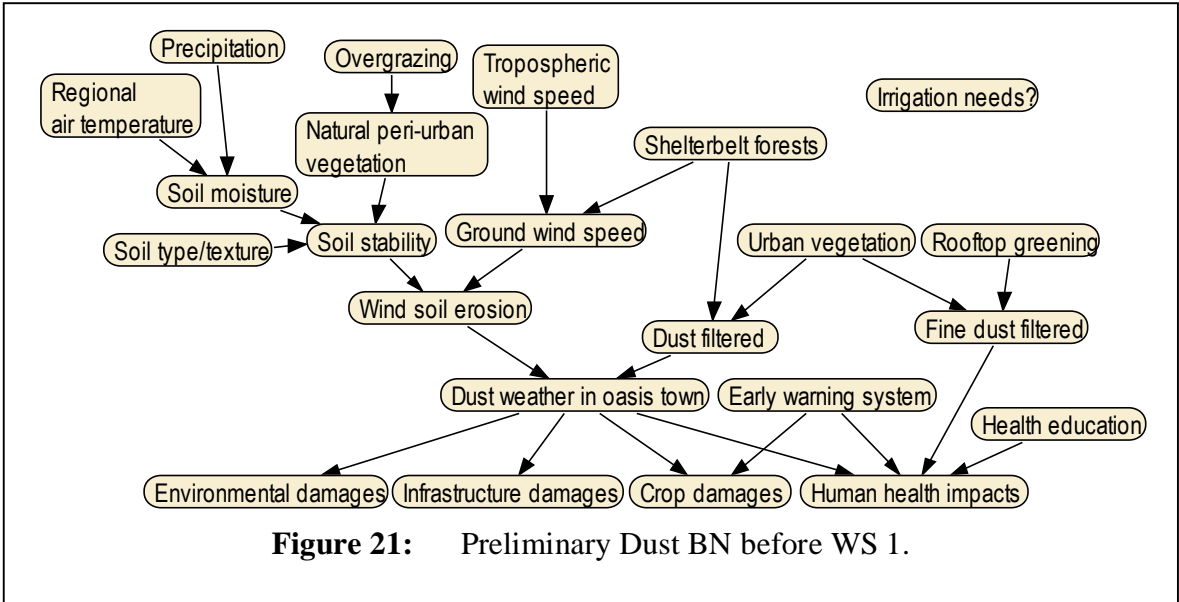 Precipitation
Overgrazing
Tropospheric
wind speed
Irrigation needs?
Regional
air temperature
Natural peri-urban
vegetation
Shelterbelt forests
Soil moisture
Soil type/texture
Soil stability
Ground wind speed
Urban vegetation
Rooftop greening
Wind soil erosion
Dust filtered
Fine dust filtered
Dust weather in oasis town
Early warning system
Health education
Environmental damages
Infrastructure damages
Crop damages
Human health impacts
Figure 21: Preliminary Dust BN before WS 1.